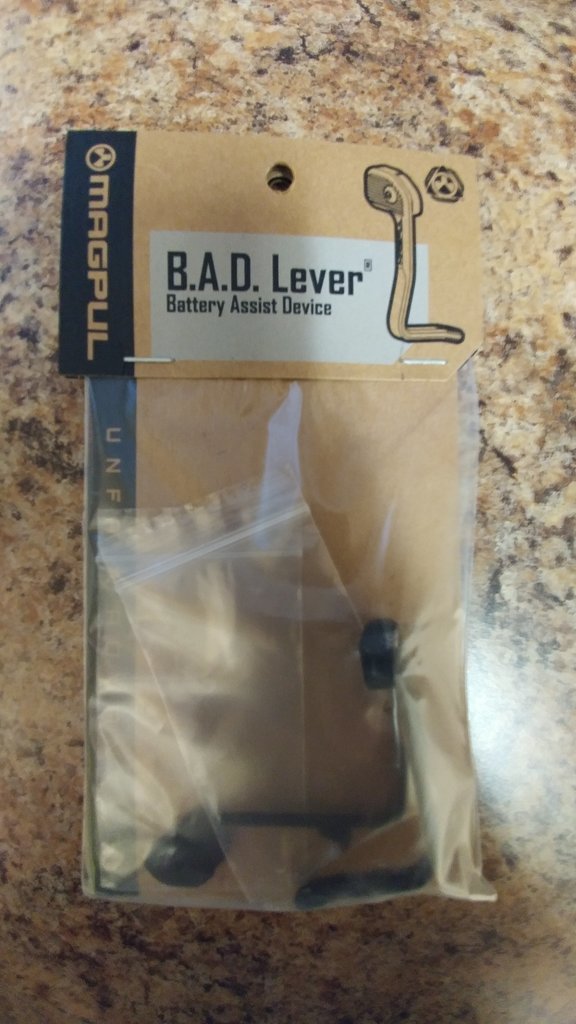 MAGPUL
B.A.D. Lever®
Battery Assist Device
UNF